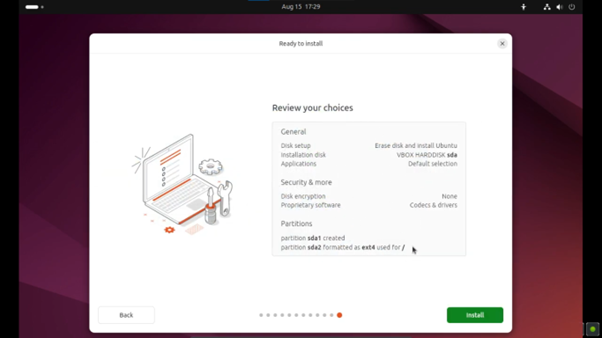 Aug 15 17:29
Ready to install
Review your choices
General
Disk setup Erase disk and install Ubuntu
Installation disk VBOX HARDDISK sda
Applications Default selection
Security & more
Disk encryption None
Proprietary software Codecs & drivers
Partitions
partition sda1 created
partition sda2 formatted as ext4 used for /
Back
Install